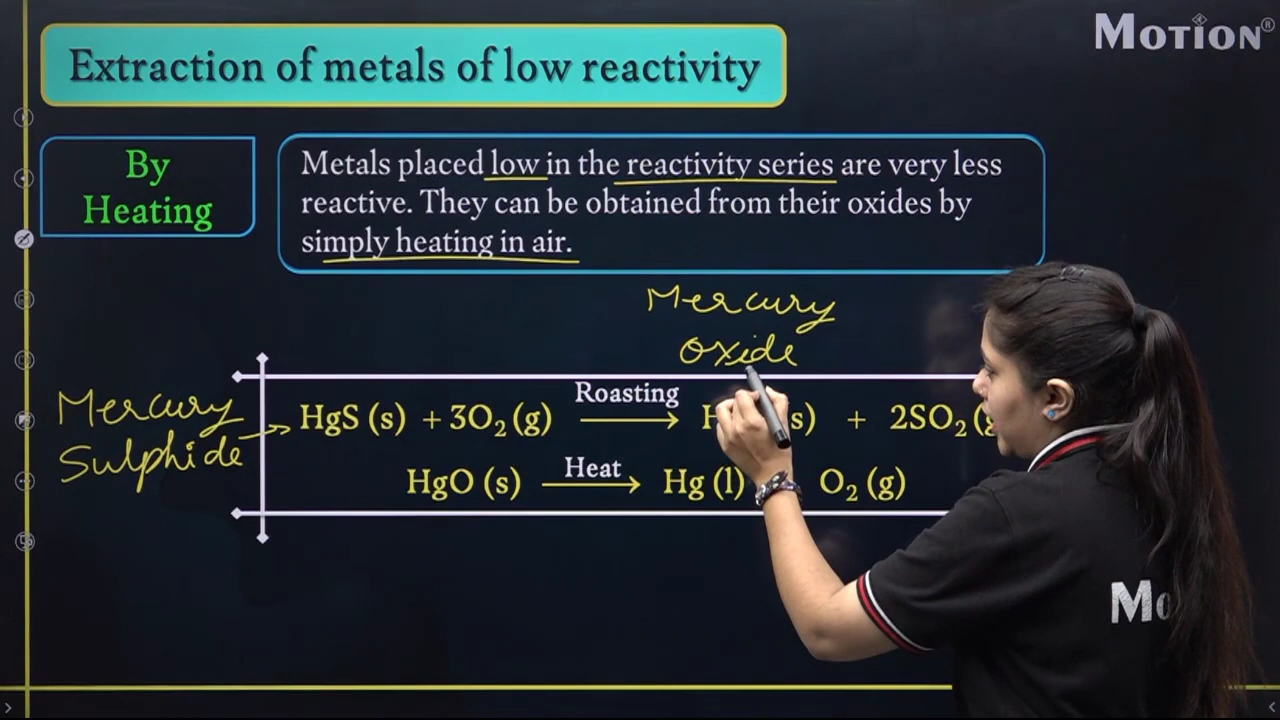 MOTION®
Extraction of metals of low reactivity
By
Heating
Metals placed low in the reactivity series are very less
reactive. They can be obtained from their oxides by
simply heating in air.
Mercury
Oxide
Mercury
Sulphide
Roasting
HgS (s) + 3O₂ (g) → s) + 2SO₂ (g
Heat
HgO (s) → Hg (l) O₂ (g)